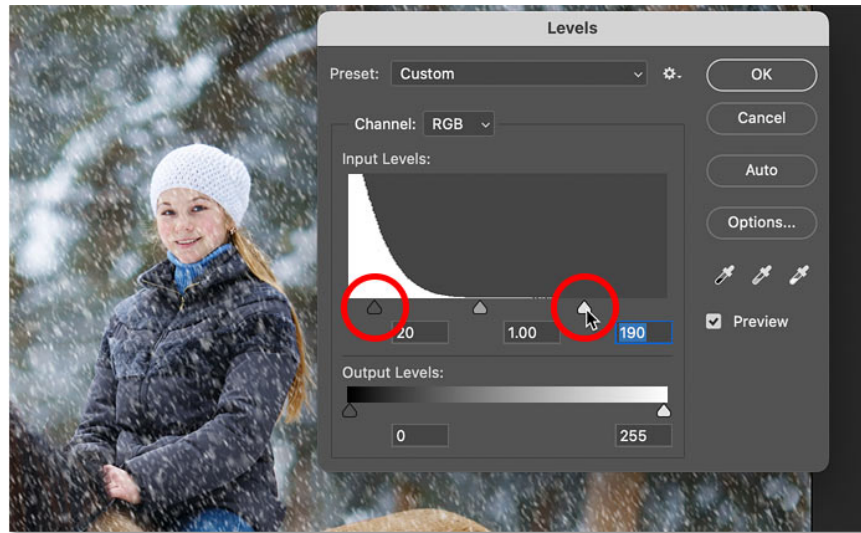 Levels
Preset: Custom
OK
Channel: RGB
Cancel
Input Levels:
Auto
Options...
20 1.00 190
Preview
Output Levels:
0 255